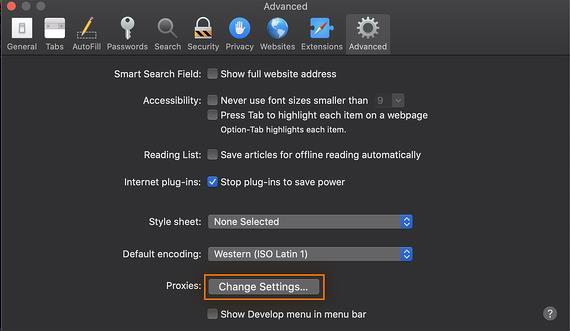 Advanced
General Tabs AutoFill Passwords Search Security Privacy Websites Extensions Advanced
Smart Search Field: Show full website address
Accessibility: Never use font sizes smaller than 9
Press Tab to highlight each item on a webpage
Option-Tab highlights each item.
Reading List: Save articles for offline reading automatically
Internet plug-ins: Stop plug-ins to save power
Style sheet: None Selected
Default encoding: Western (ISO Latin 1)
Proxies: Change Settings...
Show Develop menu in menu bar
?